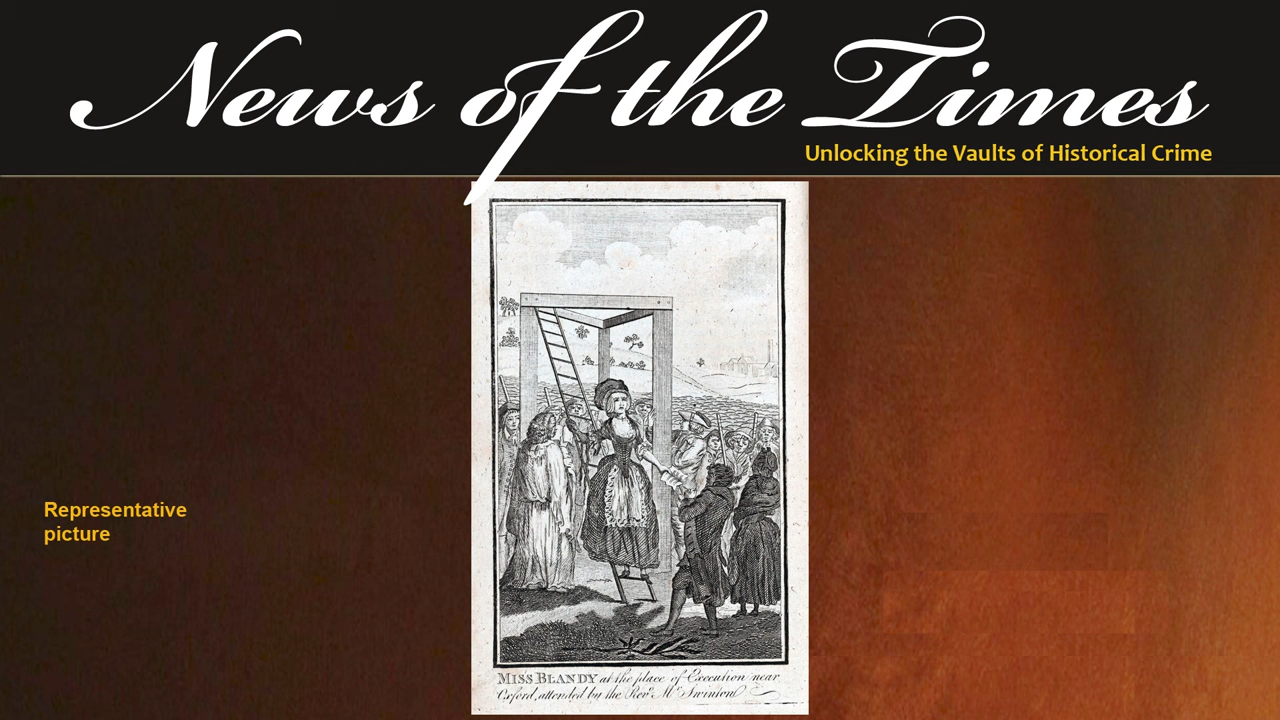 News of the Times
Unlocking the Vaults of Historical Crime
Representative
picture
MISS BLANDY at the place of Execution near
Oxford, attended by the Revd. Mr. Swinton